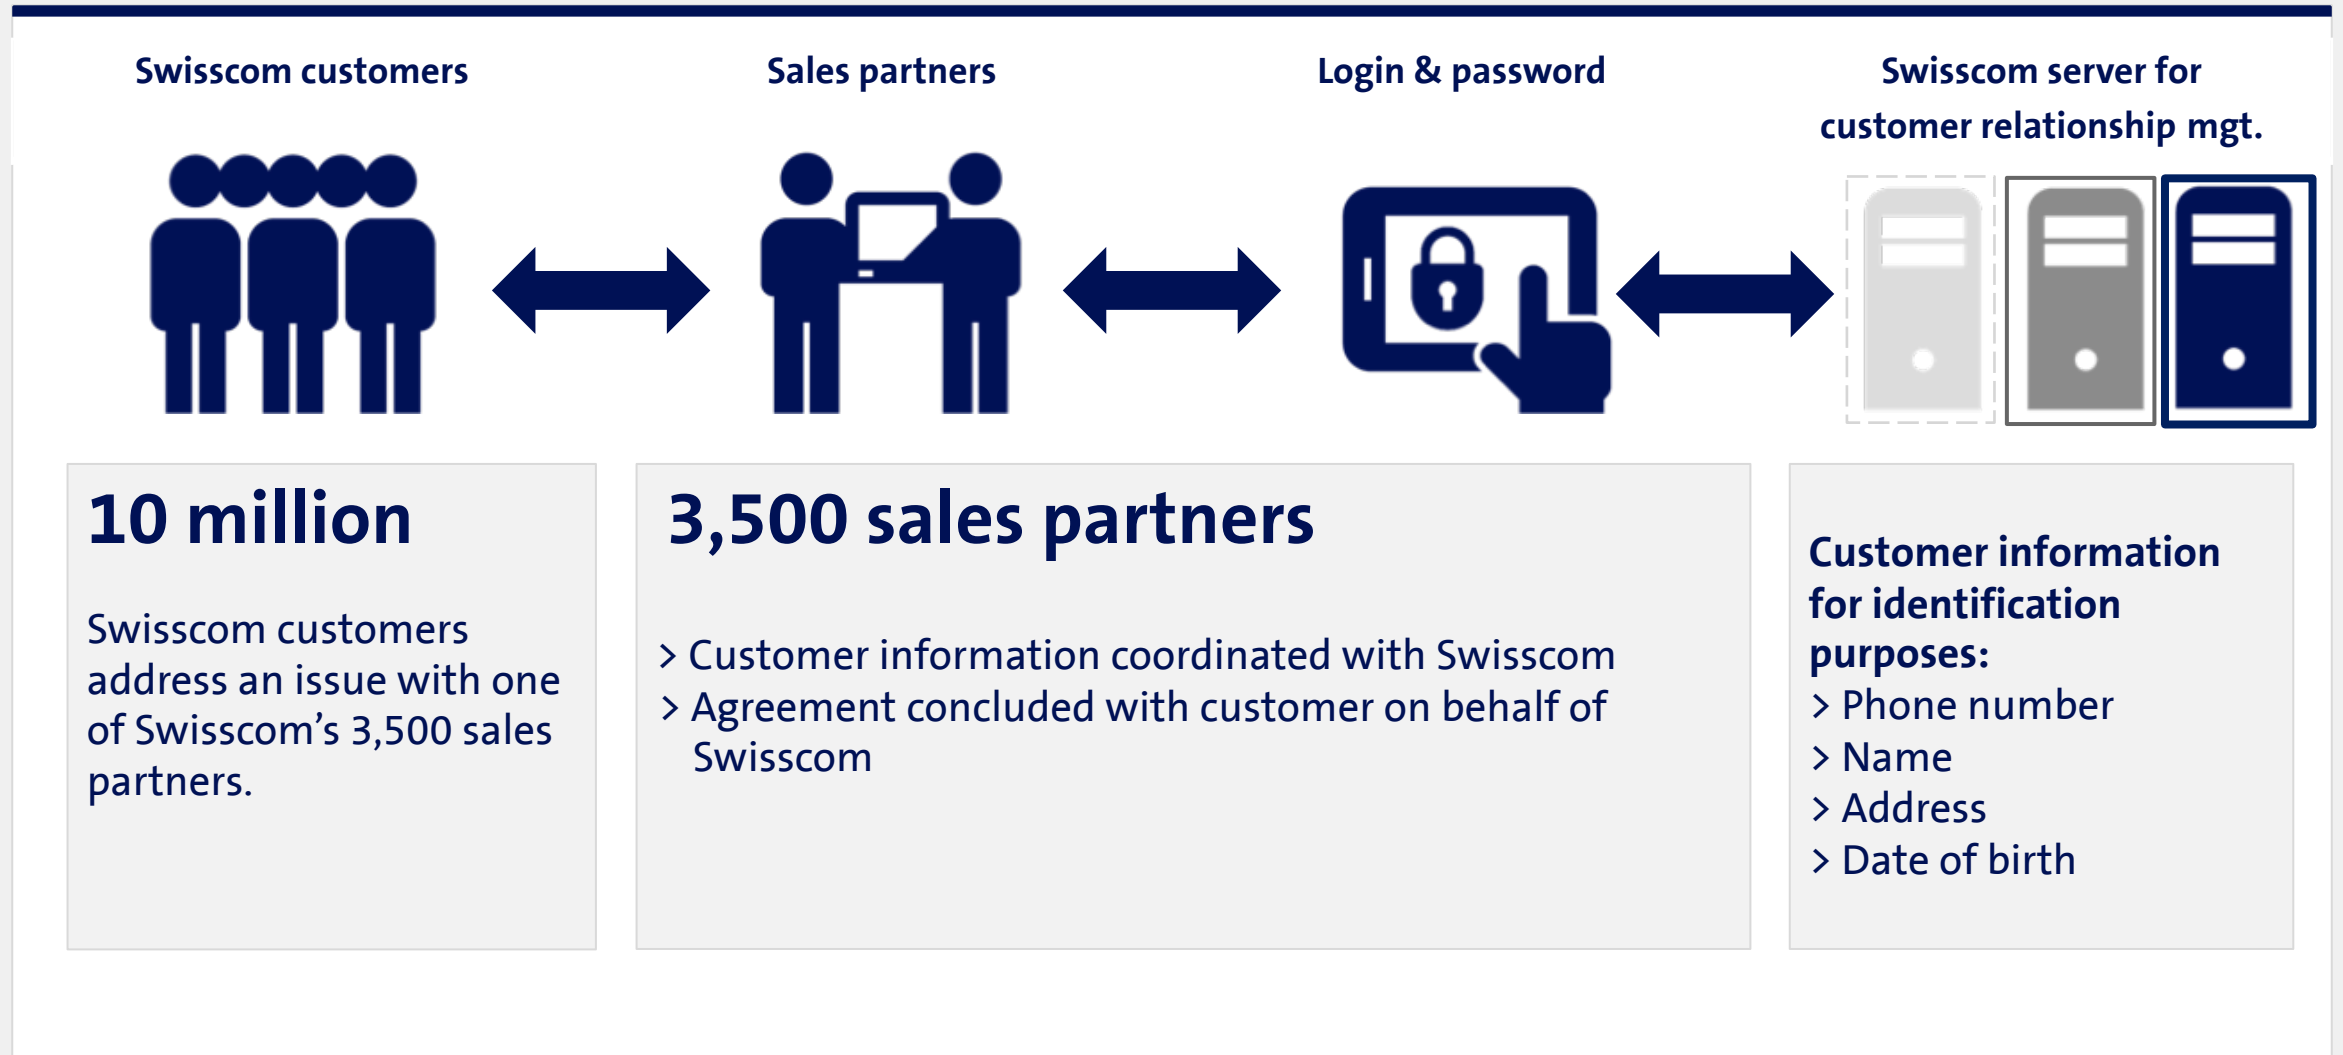 Swisscom customers
Sales partners
Login & password
Swisscom server for
customer relationship mgt.
10 million
Swisscom customers
address an issue with one
of Swisscom’s 3,500 sales
partners.
3,500 sales partners
> Customer information coordinated with Swisscom
> Agreement concluded with customer on behalf of
Swisscom
Customer information
for identification
purposes:
> Phone number
> Name
> Address
> Date of birth